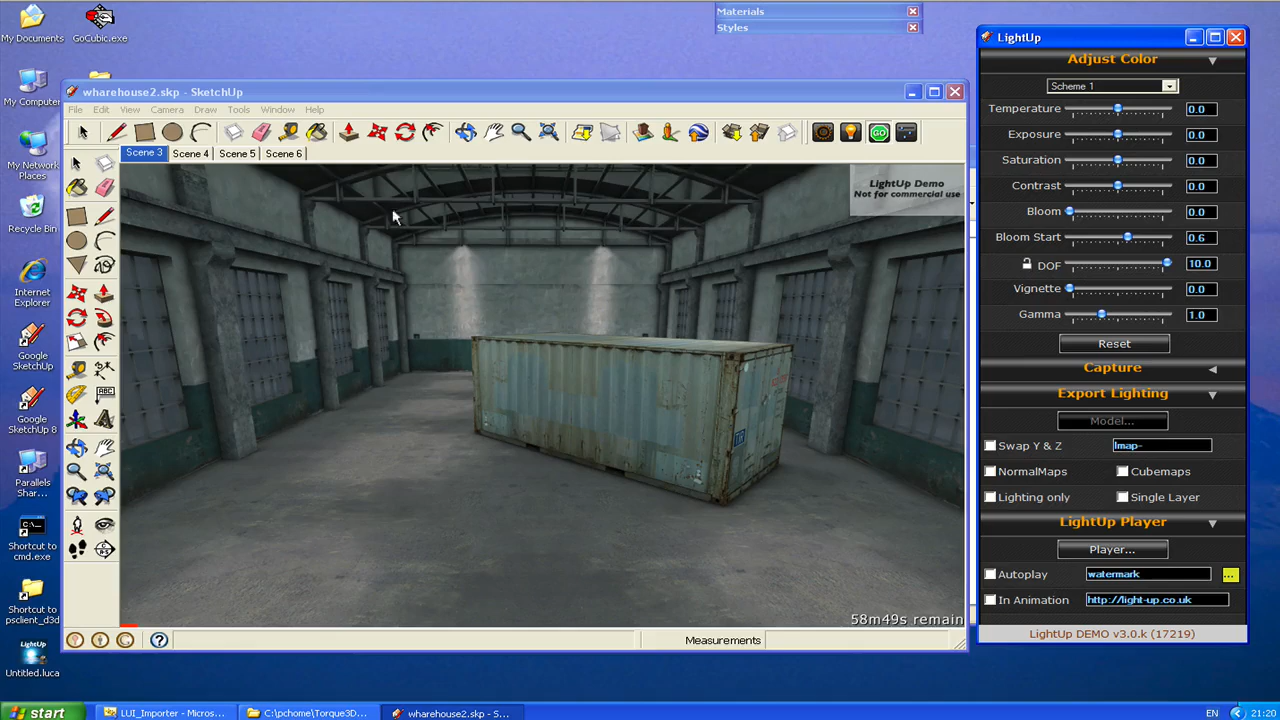 My Documents
GoCubic.exe
My Computer
My Network
Places
Recycle Bin
Internet
Explorer
Google
SketchUp
Google
SketchUp 8
Parallels
Shar...
Shortcut to
cmd.exe
Shortcut to
psclient_d3d
LightUp
Untitled.luca
Materials
Styles
wharehouse2.skp - SketchUp
File Edit View Camera Draw Tools Window Help
GO
Scene 3 Scene 4 Scene 5 Scene 6
ABC
LightUp Demo
Not for commercial use
58m49s remain
Measurements
LightUp
Adjust Color
Scheme 1
Temperature 0.0
Exposure 0.0
Saturation 0.0
Contrast 0.0
Bloom 0.0
Bloom Start 0.6
DOF 10.0
Vignette 0.0
Gamma 1.0
Reset
Capture
Export Lighting
Model...
Swap Y & Z lmap-
NormalMaps Cubemaps
Lighting only Single Layer
LightUp Player
Player...
Autoplay watermark ...
In Animation http://light-up.co.uk
LightUp DEMO v3.0.k (17219)
start LUI_Importer - Micros... C:\pchome\Torque3D... wharehouse2.skp - S... EN 21:20